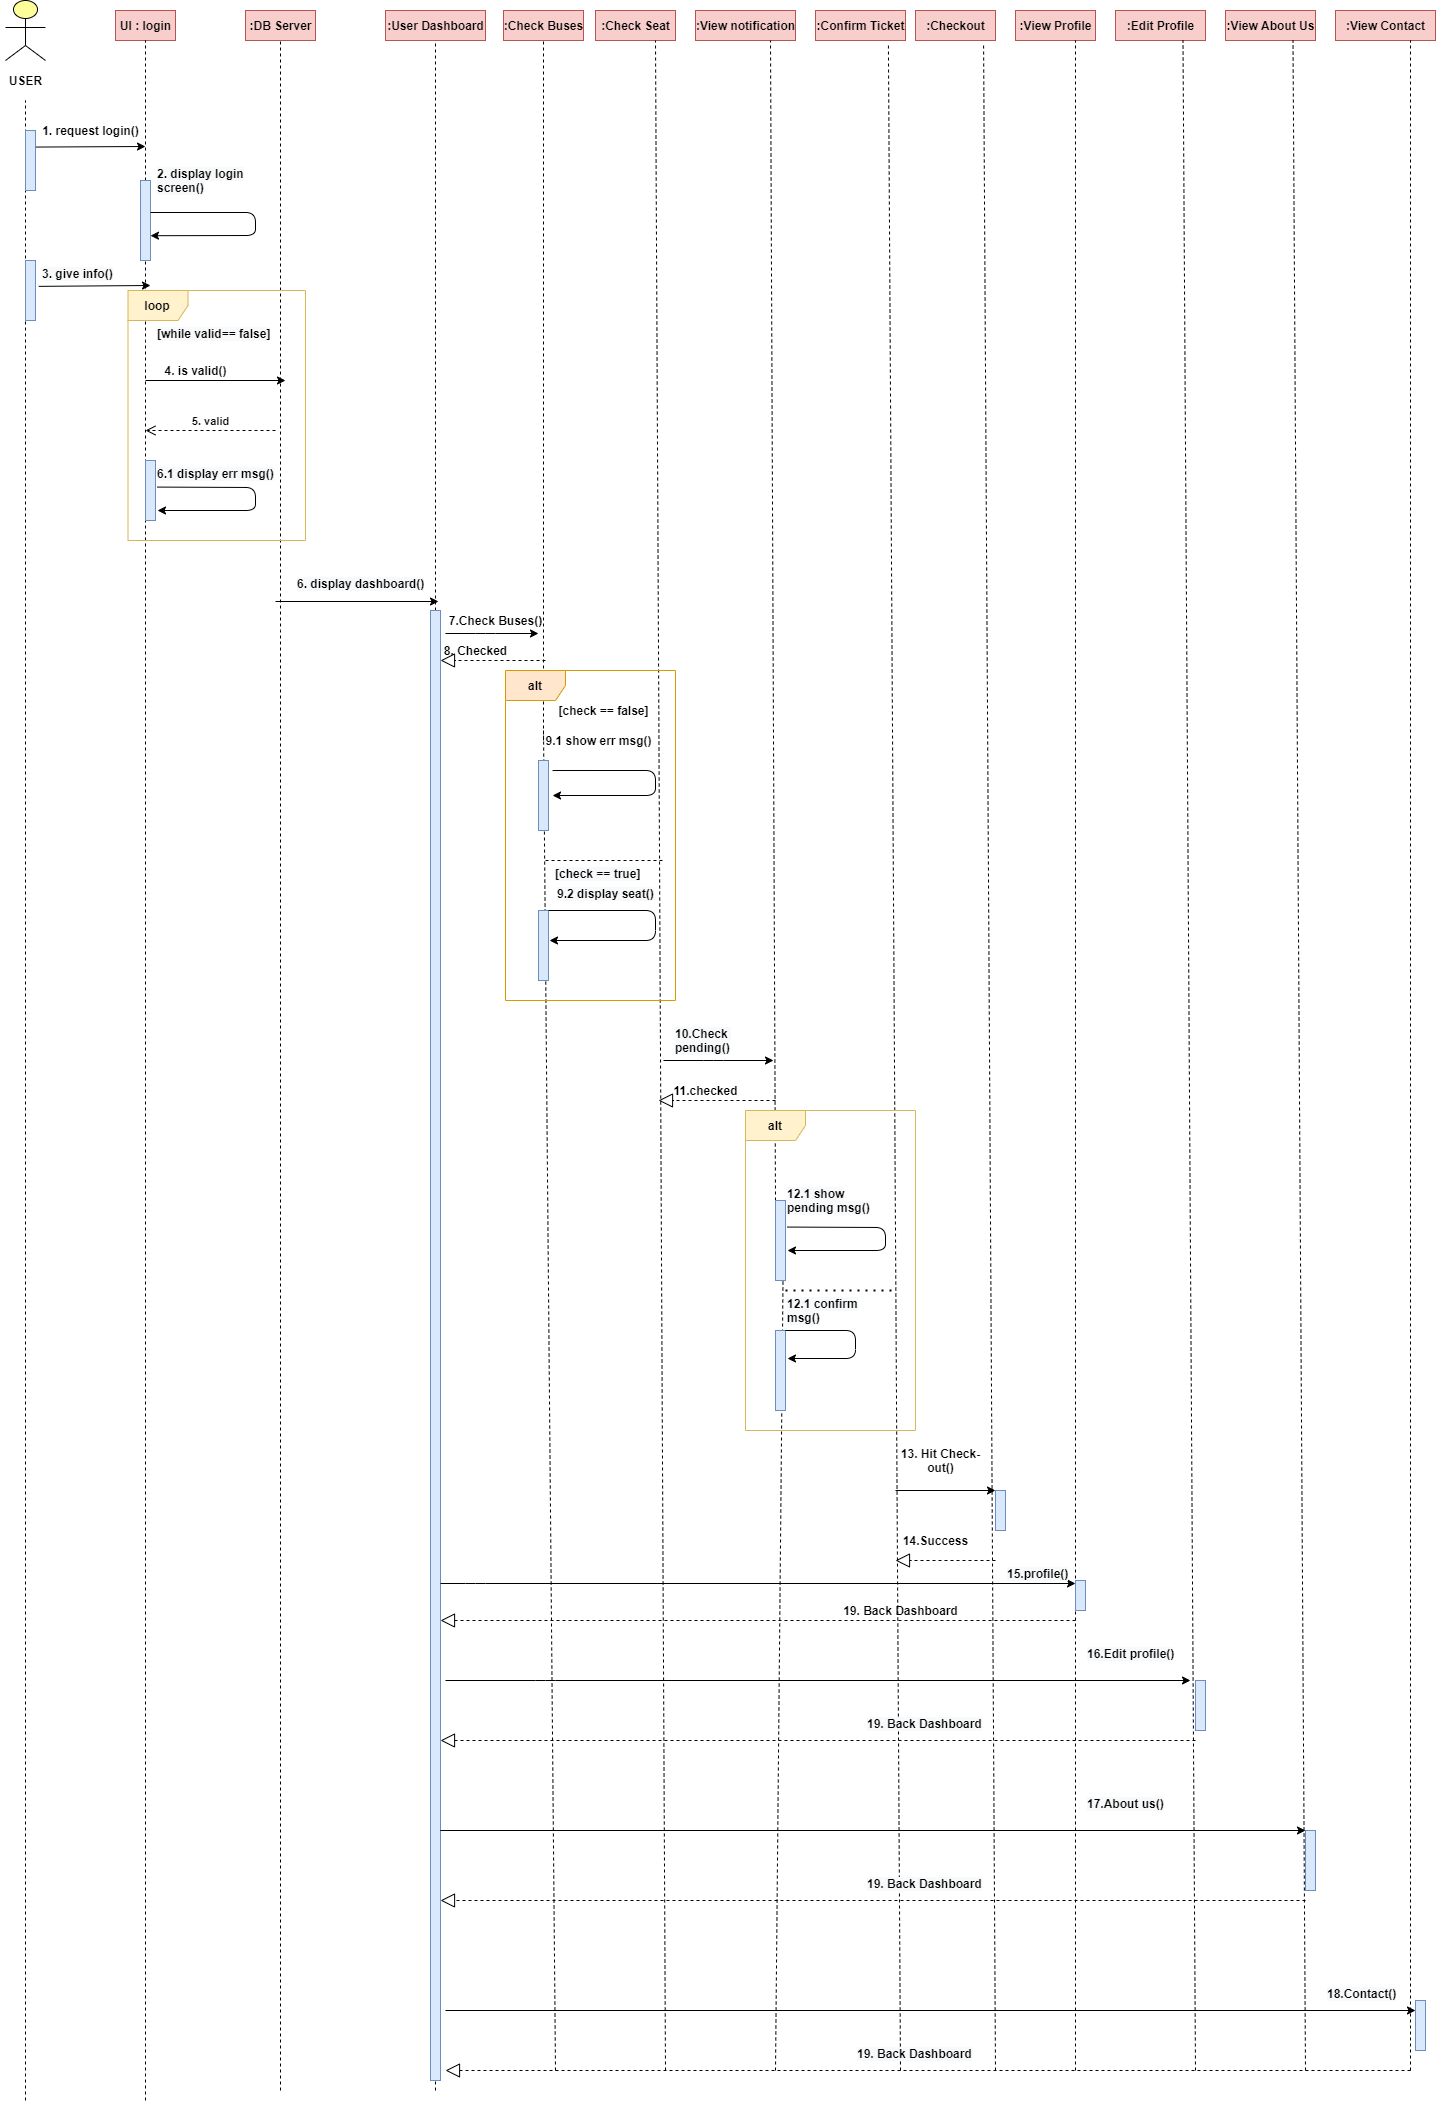 UI : login
:DB Server
:User Dashboard
:Check Buses
:Check Seat
:View notification
:Confirm Ticket
:Checkout
:View Profile
:Edit Profile
:View About Us
:View Contact
USER
1. request login()
2. display login
screen()
3. give info()
loop
[while valid== false]
4. is valid()
5. valid
6.1 display err msg()
6. display dashboard()
7.Check Buses()
8. Checked
alt
[check == false]
9.1 show err msg()
[check == true]
9.2 display seat()
10.Check
pending()
11.checked
alt
12.1 show
pending msg()
12.1 confirm
msg()
13. Hit Check-
out()
14.Success
15.profile()
19. Back Dashboard
16.Edit profile()
19. Back Dashboard
17.About us()
19. Back Dashboard
18.Contact()
19. Back Dashboard